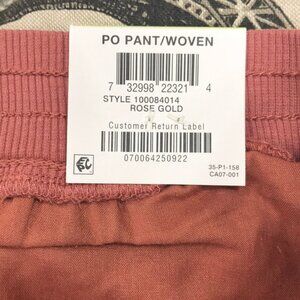 PO PANT/WOVEN
7 32998 22321 4
STYLE 100084014
ROSE GOLD
Customer Return Label
070064250922
35-P1-158
CA07-001